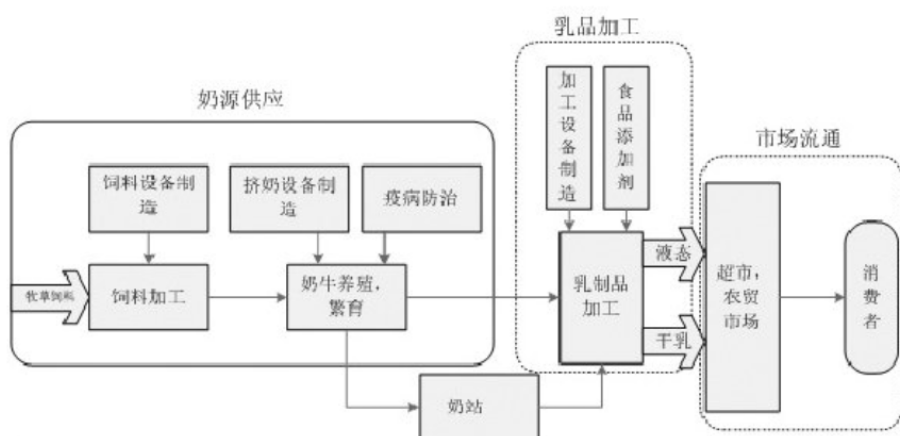 乳品加工
奶源供应
市场流通
加工设备制造
食品添加剂
饲料设备制
造
挤奶设备制
造
疫病防治
牧草饲料
饲料加工
奶牛养殖，
繁育
乳制品
加工
液态
干乳
超市，
农贸
市场
消费者
奶站